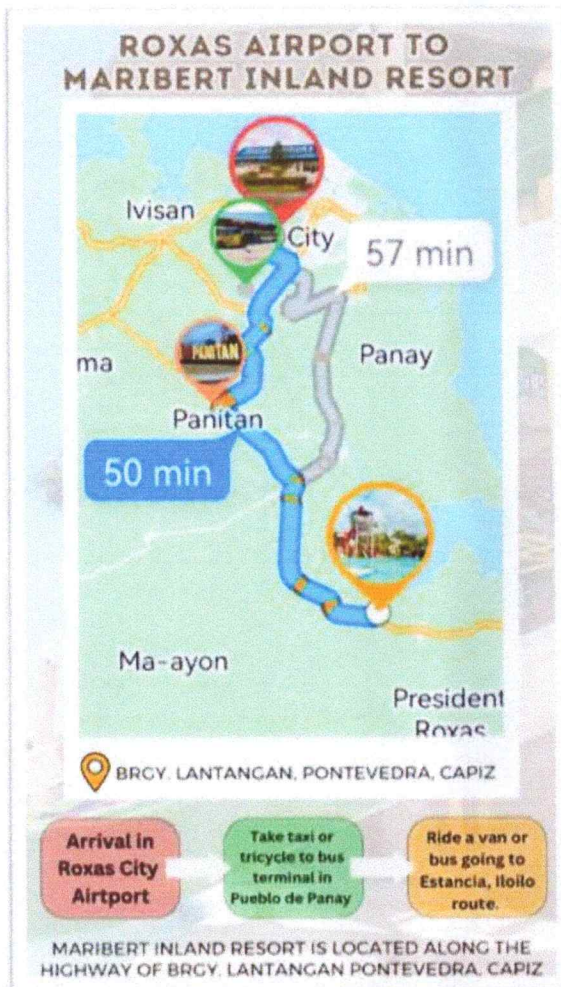 ROXAS AIRPORT TO
MARIBERT INLAND RESORT
Ivisan
City
57 min
PANITAN
ma
Panay
Panitan
50 min
Ma-ayon
President
Roxas
BRGY. LANTANGAN, PONTEVEDRA, CAPIZ
Arrival in
Roxas City
Airtport
Take taxi or
tricycle to bus
terminal in
Pueblo de Panay
Ride a van or
bus going to
Estancia, Iloilo
route.
MARIBERT INLAND RESORT IS LOCATED ALONG THE
HIGHWAY OF BRGY. LANTANGAN PONTEVEDRA, CAPIZ